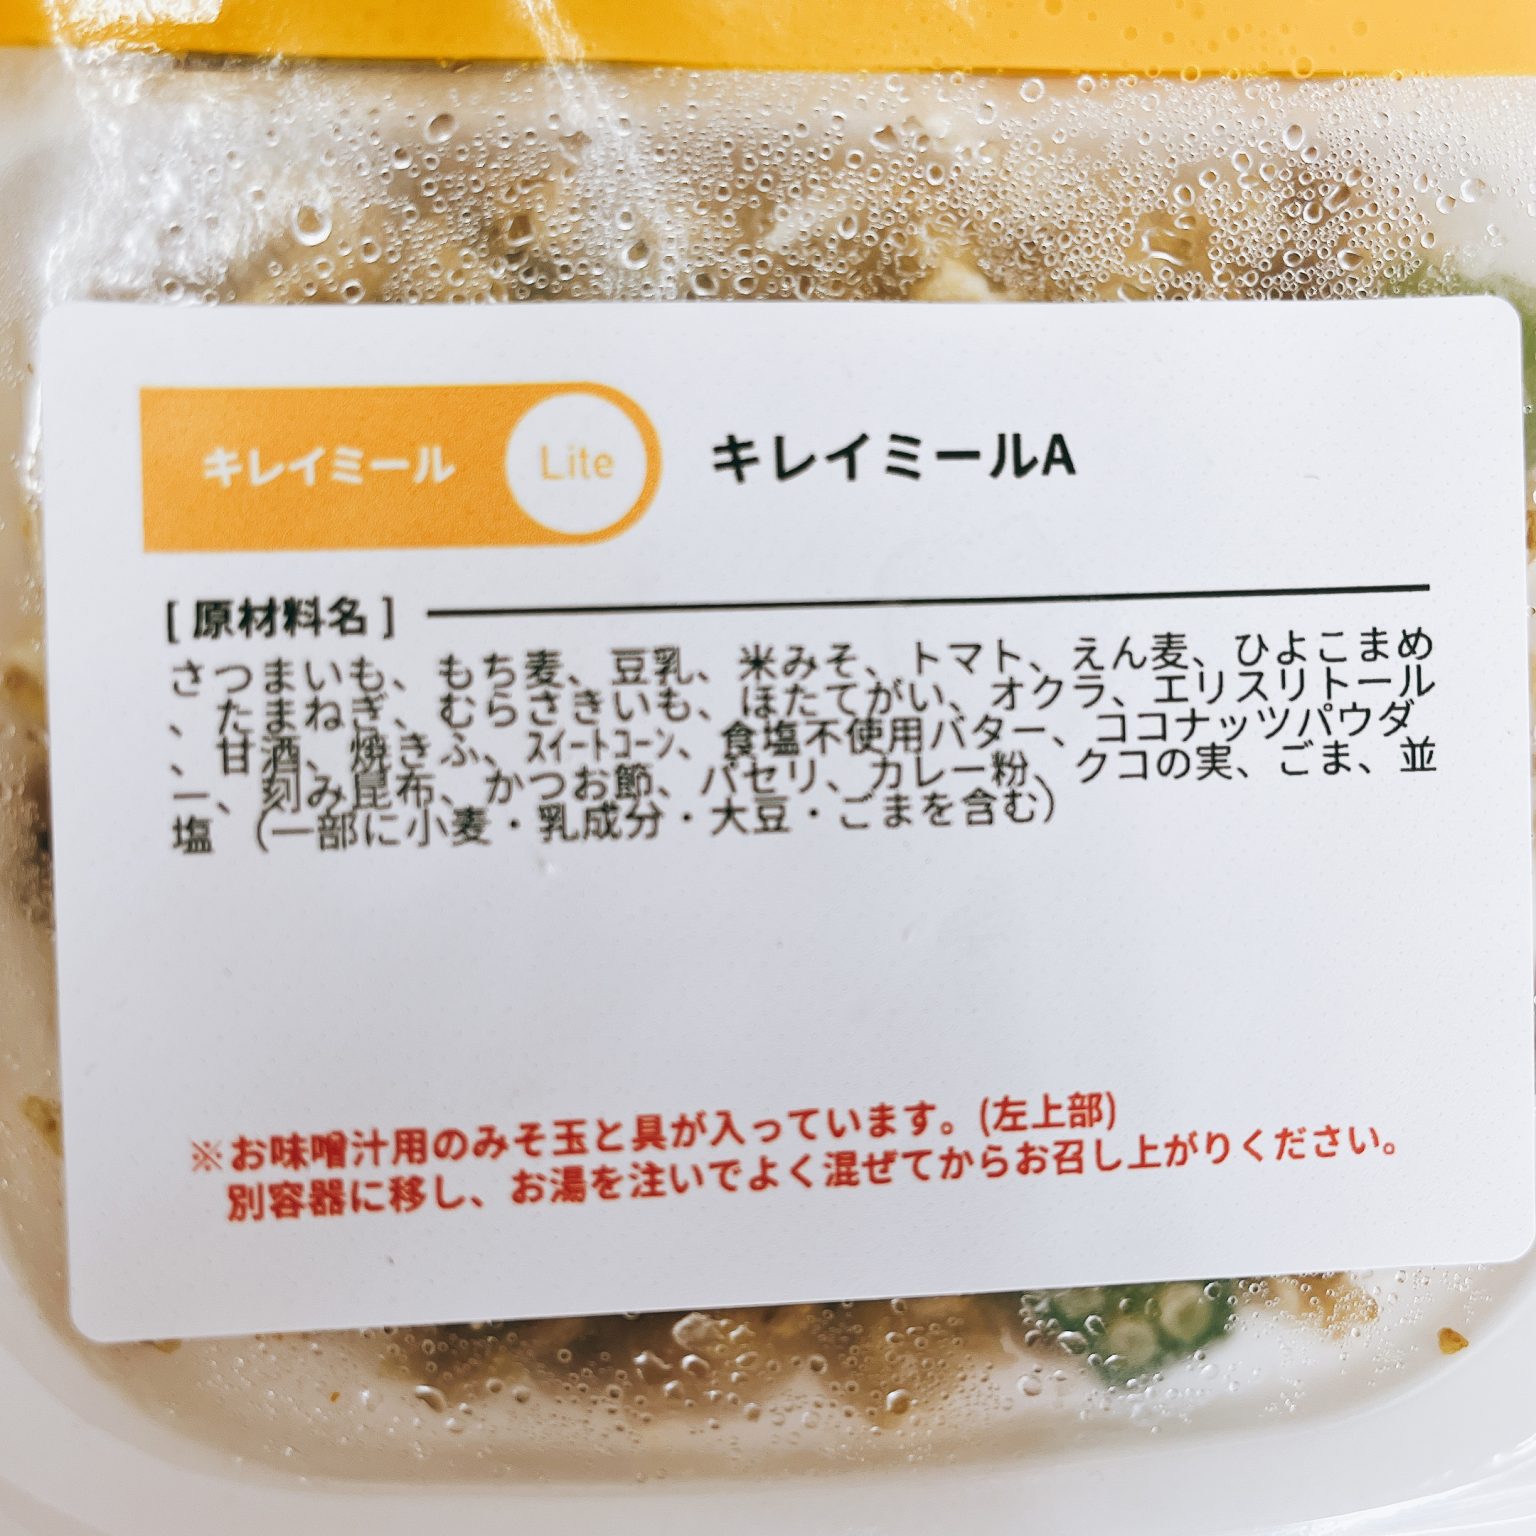 キレイミール Lite キレイミールA
[ 原材料名 ]
さつまいも、もち麦、豆乳、米みそ、トマト、えん麦、ひよこまめ
、たまねぎ、むらさきいも、ほたてがい、オクラ、エリスリトール
、甘酒、焼きふ、ｽｲｰﾄｺｰﾝ、食塩不使用バター、ココナッツパウダ
ー、刻み昆布、かつお節、パセリ、カレー粉、クコの実、ごま、並
塩 （一部に小麦・乳成分・大豆・ごまを含む）
※お味噌汁用のみそ玉と具が入っています。(左上部)
別容器に移し、お湯を注いでよく混ぜてからお召し上がりください。